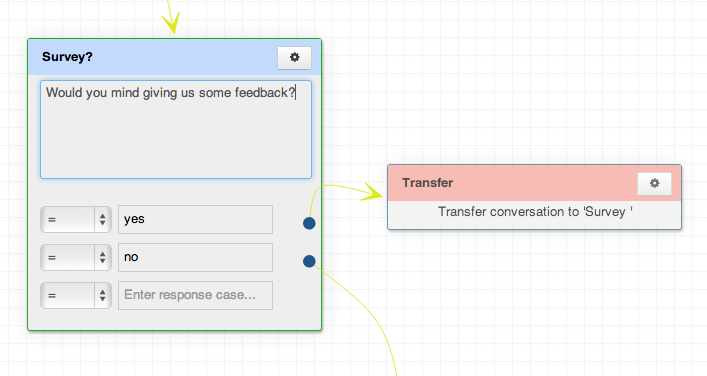 Survey?
Would you mind giving us some feedback?
= yes
= no
= Enter response case...
Transfer
Transfer conversation to 'Survey '